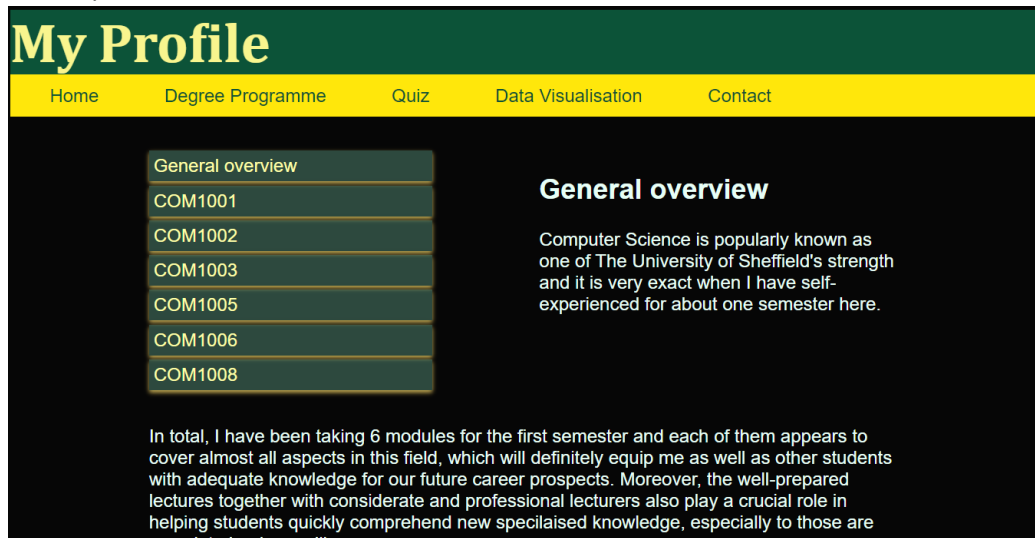 My Profile
Home Degree Programme Quiz Data Visualisation Contact
General overview
COM1001
COM1002
COM1003
COM1005
COM1006
COM1008
General overview
Computer Science is popularly known as
one of The University of Sheffield's strength
and it is very exact when I have self-
experienced for about one semester here.
In total, I have been taking 6 modules for the first semester and each of them appears to
cover almost all aspects in this field, which will definitely equip me as well as other students
with adequate knowledge for our future career prospects. Moreover, the well-prepared
lectures together with considerate and professional lecturers also play a crucial role in
helping students quickly comprehend new specilaised knowledge, especially to those are